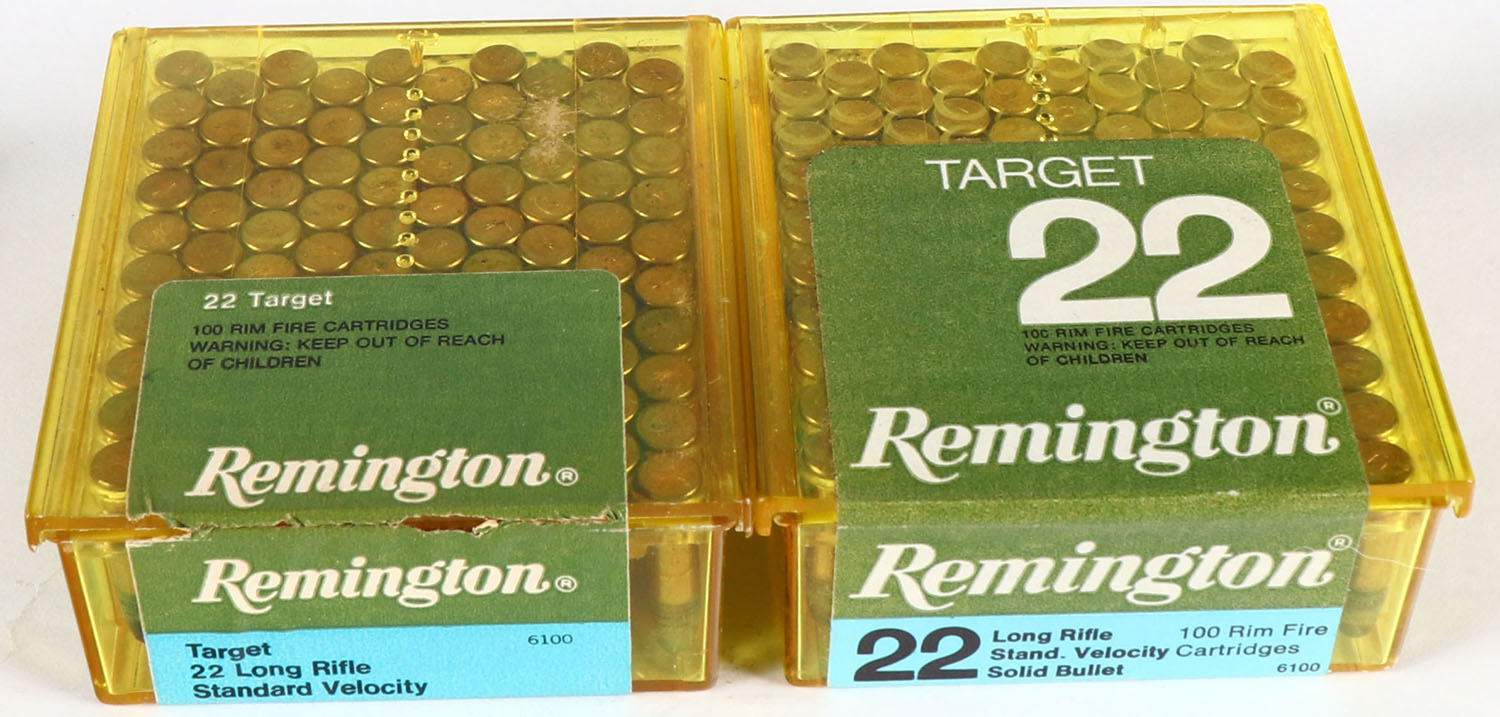 22 Target
100 RIM FIRE CARTRIDGES
WARNING: KEEP OUT OF REACH
OF CHILDREN
Remington®
Remington®
Target 6100
22 Long Rifle
Standard Velocity
TARGET
22
100 RIM FIRE CARTRIDGES
WARNING: KEEP OUT OF REACH
OF CHILDREN
Remington®
Remington®
22 Long Rifle 100 Rim Fire
Stand. Velocity Cartridges
Solid Bullet 6100